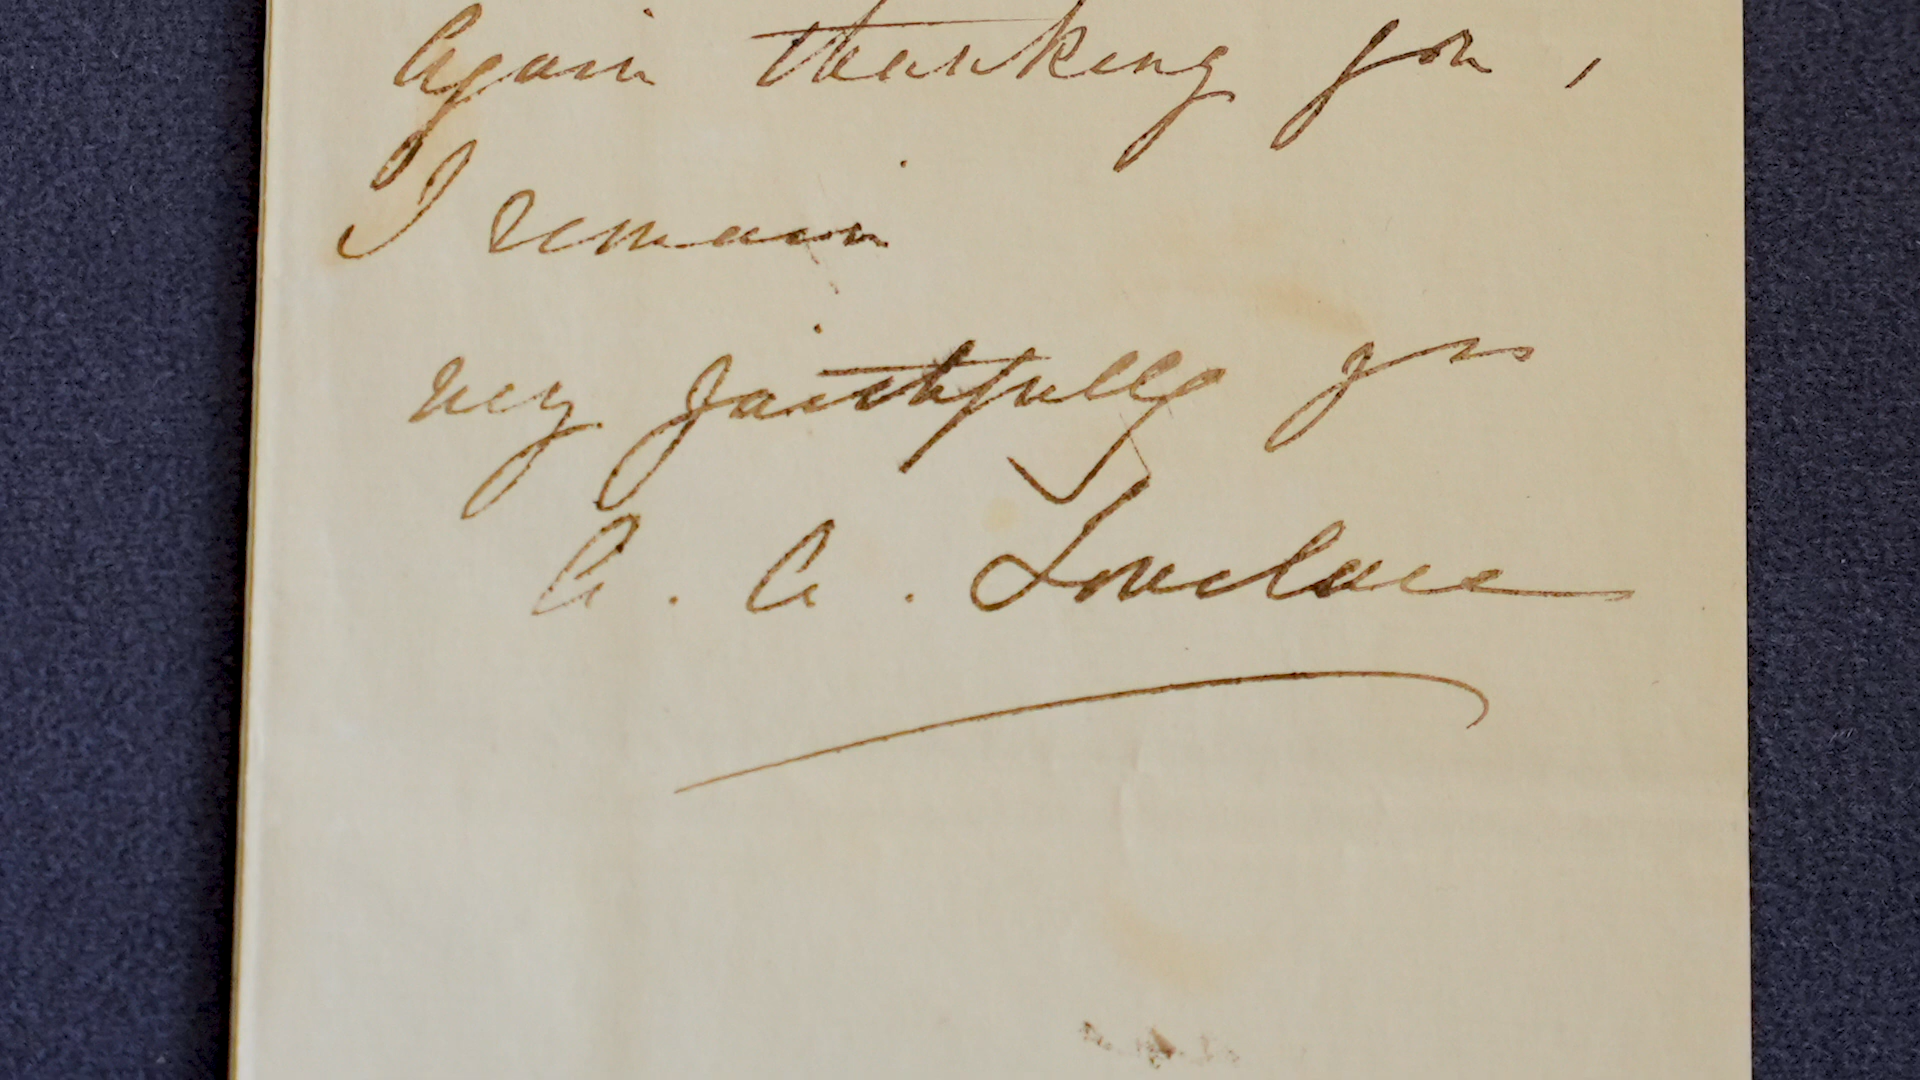 Again thanking you,
I remain
very faithfully yrs
A. A. Lovelace